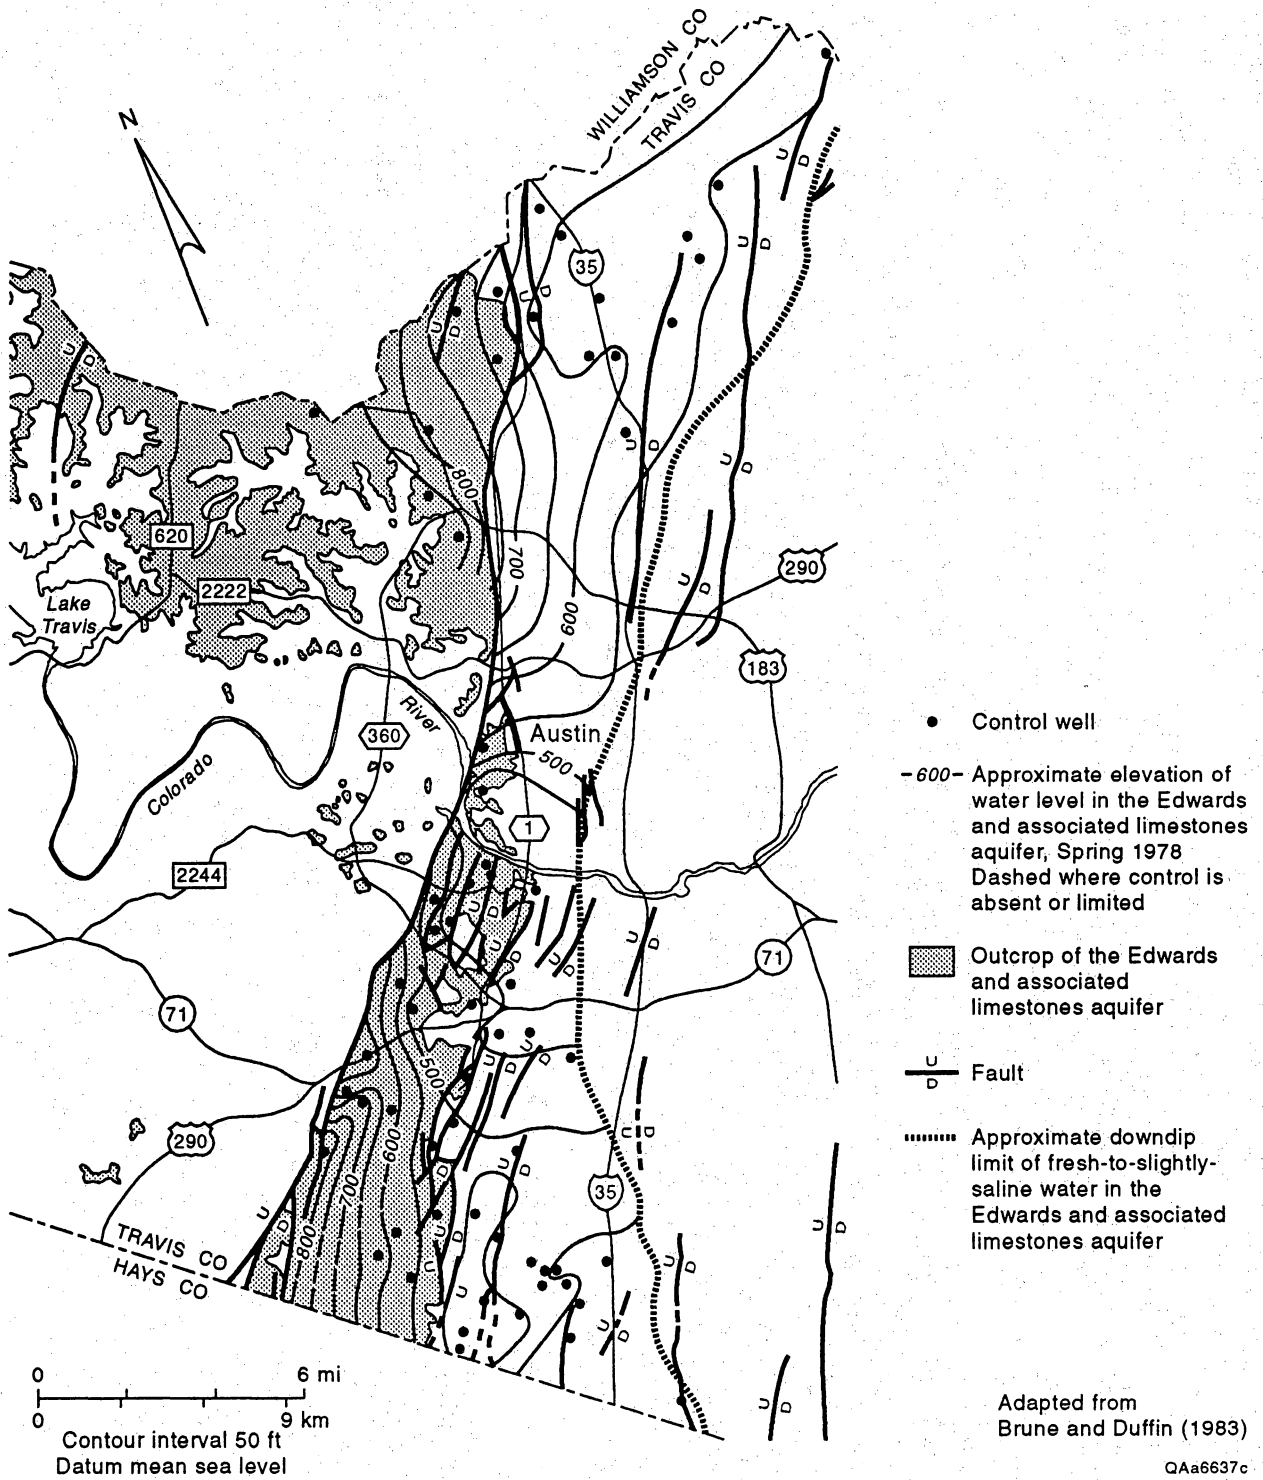 N
WILLIAMSON CO
TRAVIS CO
U
D
35
U
D
U
D
U
D
U
D
U
D
800
U
D
U
D
620
700
290
2222
600
U
D
Lake
Travis
183
River
360
Austin
500
Colorado
1
2244
U
D
U
D
U
D
U
D
71
71
500
U
D
U
D
290
600
U
D
700
U
D
35
U
D
800
U
D
U
D
U
D
TRAVIS CO
HAYS CO
U
D
U
U
D
U
D
Control well
-600- Approximate elevation of
water level in the Edwards
and associated limestones
aquifer, Spring 1978
Dashed where control is
absent or limited
Outcrop of the Edwards
and associated
limestones aquifer
U
D
Fault
Approximate downdip
limit of fresh-to-slightly-
saline water in the
Edwards and associated
limestones aquifer
0 6 mi
0 9 km
Contour interval 50 ft
Datum mean sea level
Adapted from
Brune and Duffin (1983)
QAa6637c